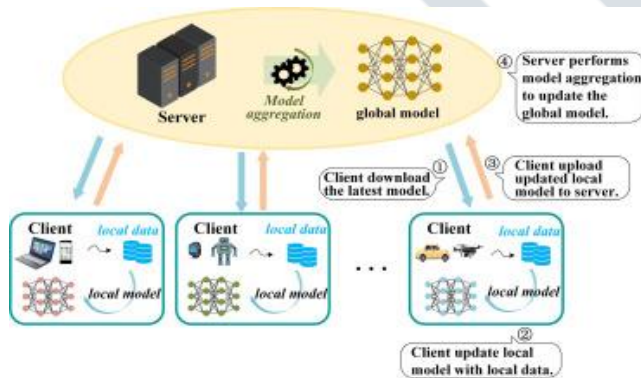 Server
Model
aggregation
global model
④
Server performs
model aggregation
to update the
global model.
①
Client download
the latest model.
③
Client upload
updated local
model to server.
Client
local data
local model
Client
local data
local model
...
Client
local data
local model
②
Client update local
model with local data.